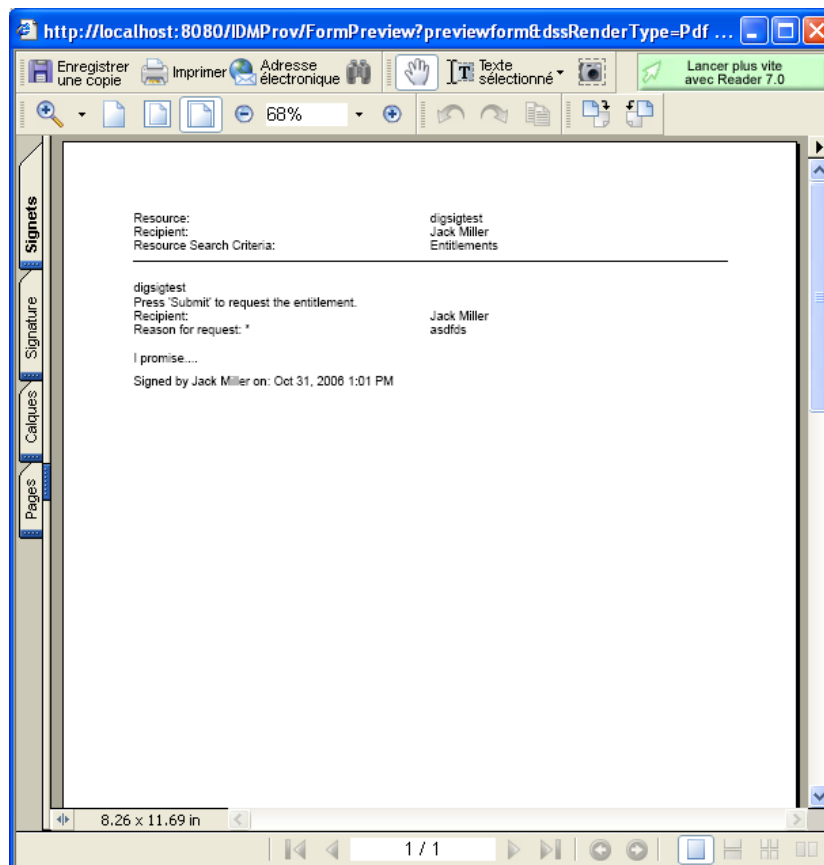 http://localhost:8080/IDMProv/FormPreview?previewform&dssRenderType=Pdf ...
Enregistrer une copie
Imprimer
Adresse électronique
Texte sélectionné
Lancer plus vite avec Reader 7.0
68%
Signets
Signature
Calques
Pages
Resource: digsigtest
Recipient: Jack Miller
Resource Search Criteria: Entitlements
digsigtest
Press 'Submit' to request the entitlement.
Recipient: Jack Miller
Reason for request: * asdfds
I promise....
Signed by Jack Miller on: Oct 31, 2006 1:01 PM
8.26 x 11.69 in
1 / 1